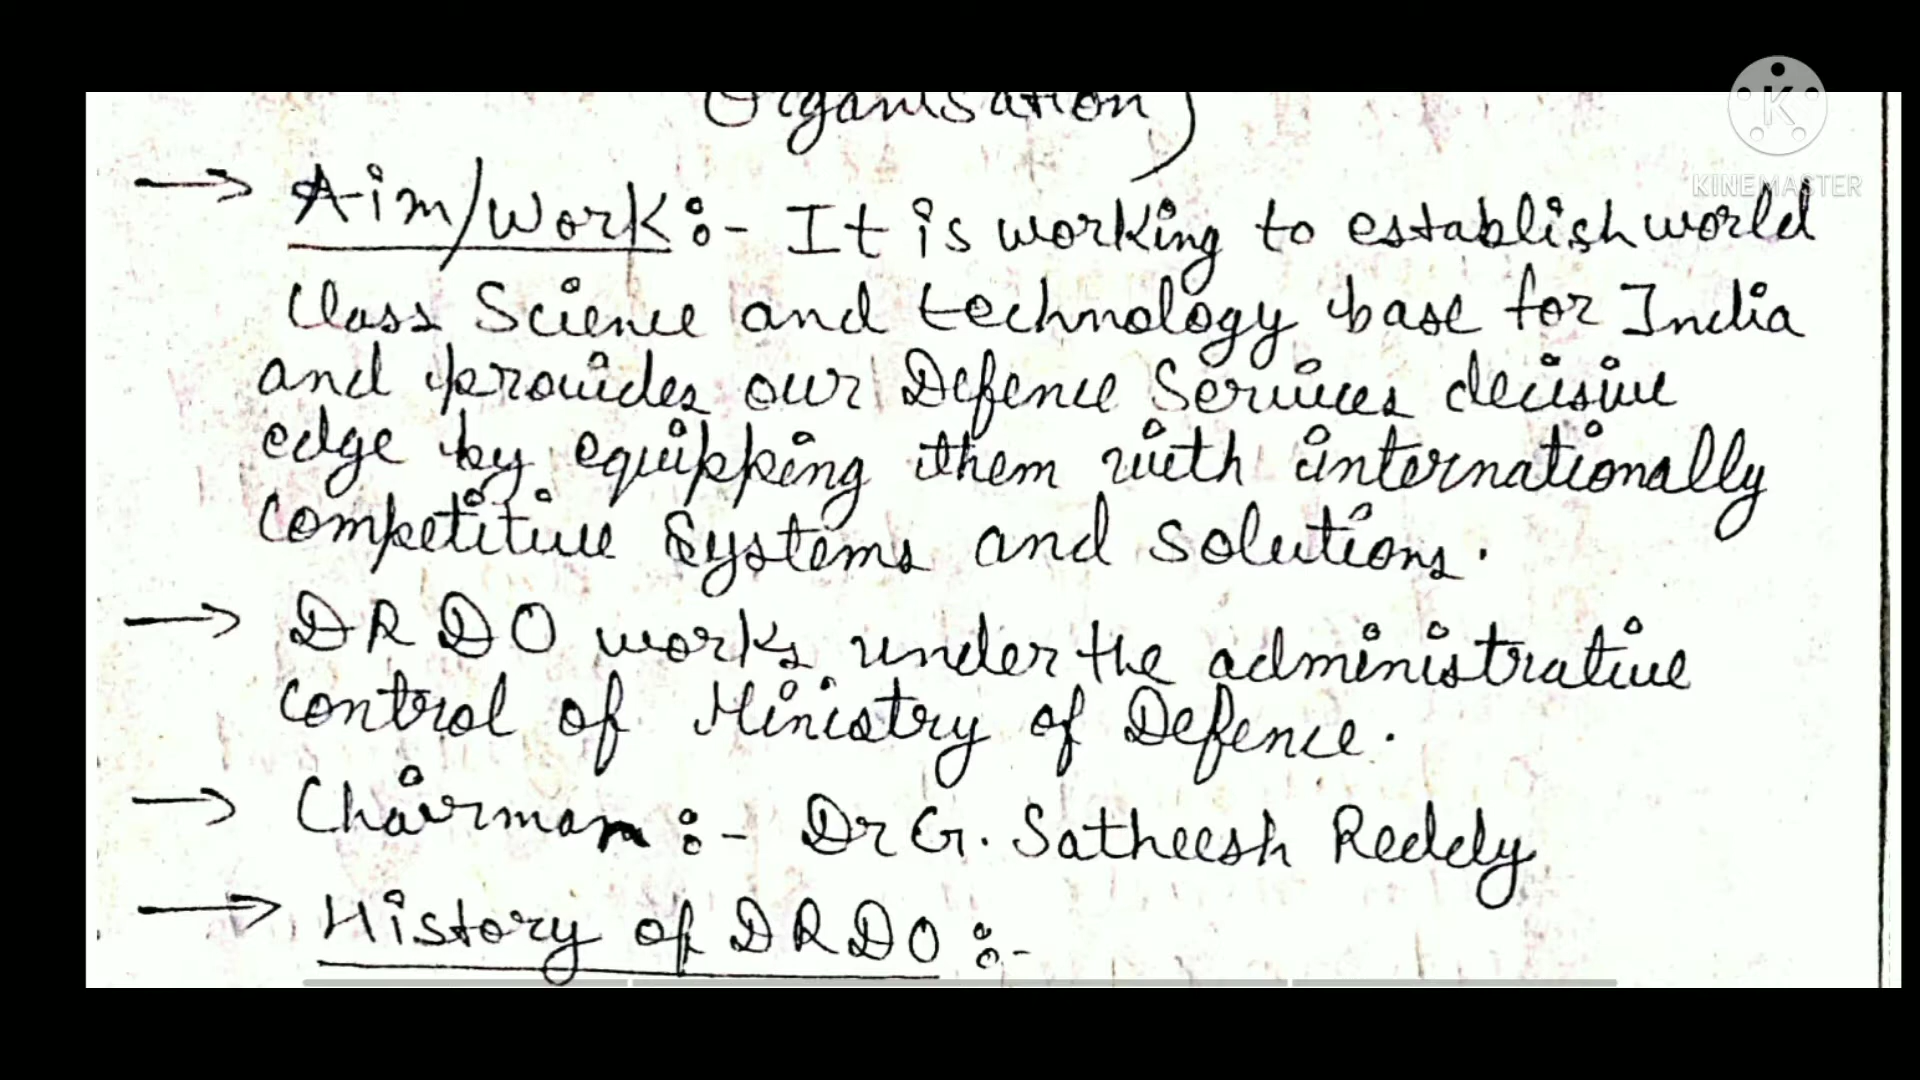 Organisation)
K
KINEMASTER
→ Aim/Work:- It is working to establish world
Class Science and technology base for India
and provides our Defence Services decisive
edge by equipping them with internationally
competitive Systems and solutions.
→ DRDO works under the administrative
control of Ministry of Defence.
→ Chairman:- Dr G. Satheesh Reddy
→ History of DRDO:-